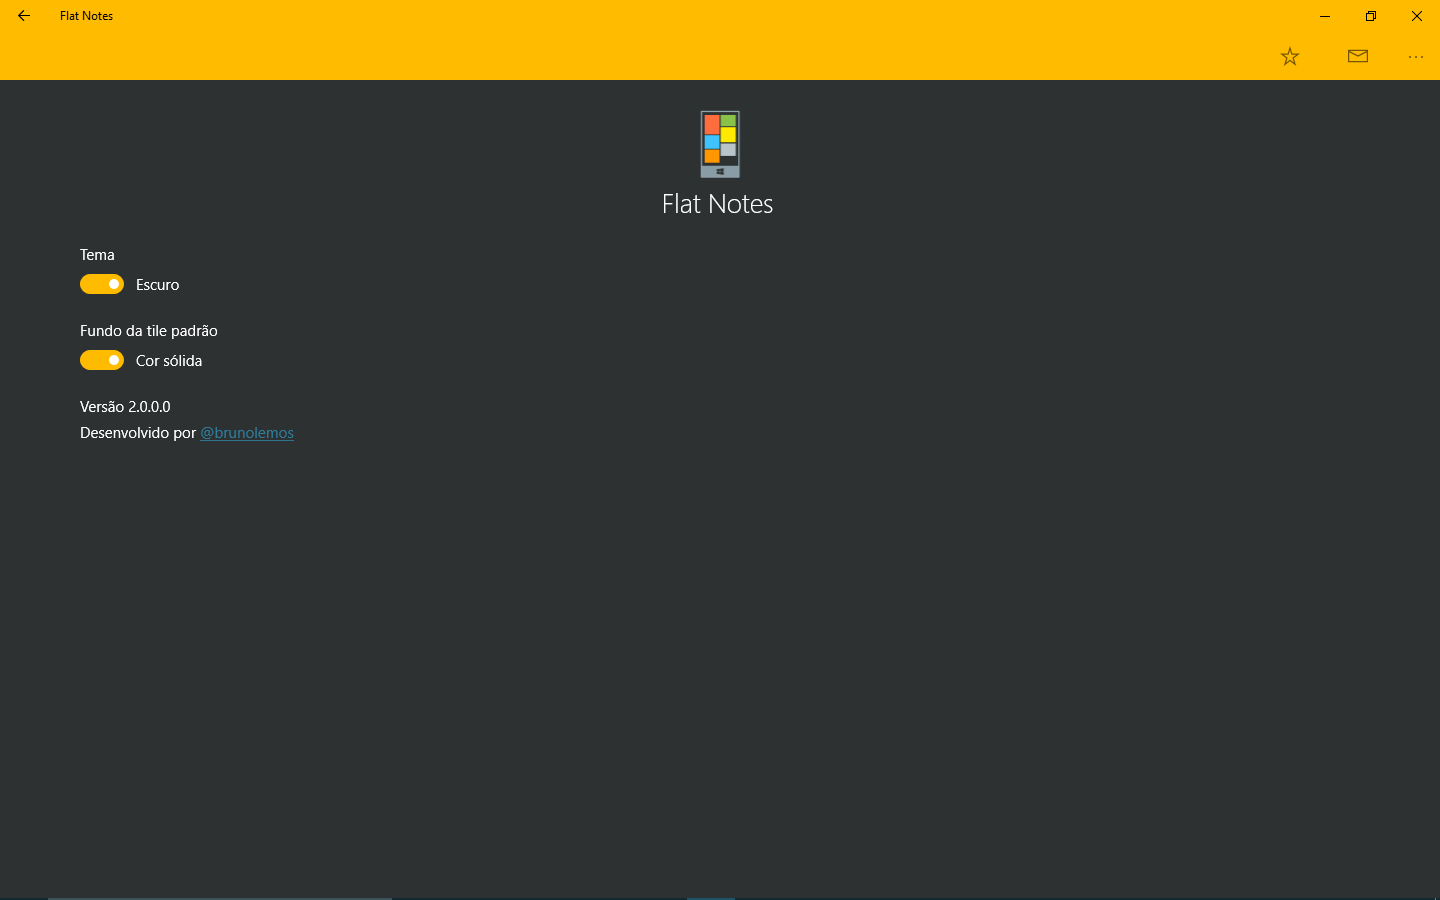 Flat Notes
Flat Notes
Tema
Escuro
Fundo da tile padrão
Cor sólida
Versão 2.0.0.0
Desenvolvido por @brunolemos